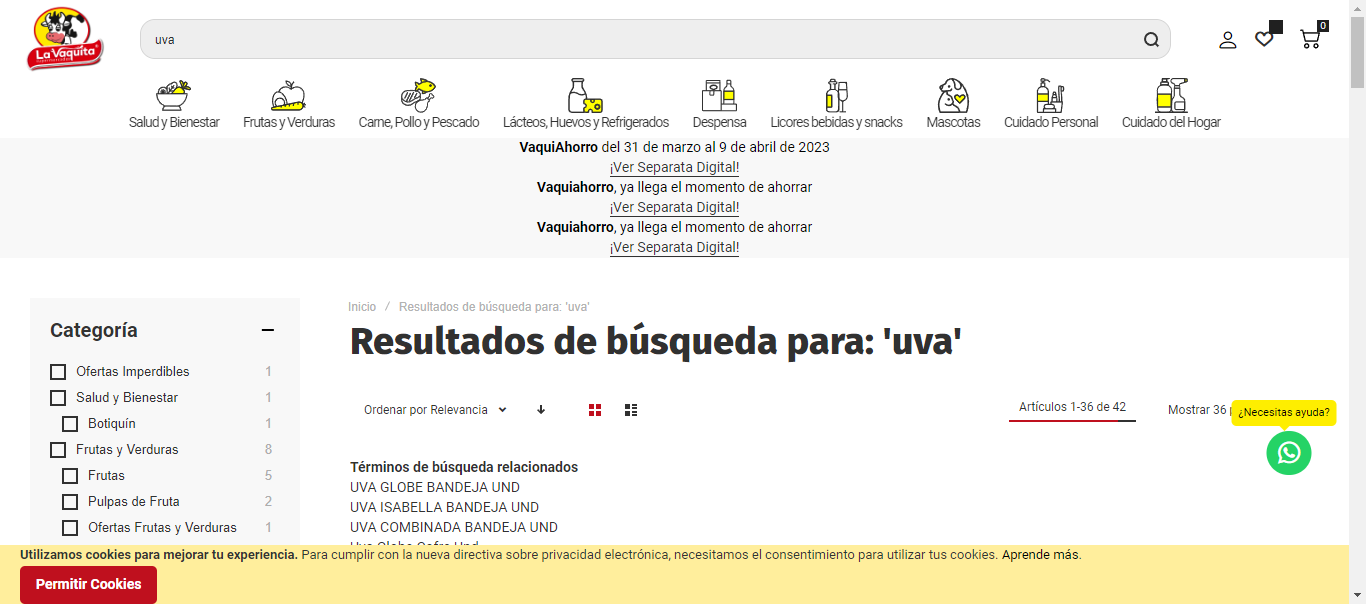 La Vaquita
uva
0
Salud y Bienestar
Frutas y Verduras
Carne, Pollo y Pescado
Lácteos, Huevos y Refrigerados
Despensa
Licores bebidas y snacks
Mascotas
Cuidado Personal
Cuidado del Hogar
VaquiAhorro del 31 de marzo al 9 de abril de 2023
¡Ver Separata Digital!
Vaquiahorro, ya llega el momento de ahorrar
¡Ver Separata Digital!
Vaquiahorro, ya llega el momento de ahorrar
¡Ver Separata Digital!
Categoría
Ofertas Imperdibles 1
Salud y Bienestar 1
Botiquín 1
Frutas y Verduras 8
Frutas 5
Pulpas de Fruta 2
Ofertas Frutas y Verduras 1
Inicio / Resultados de búsqueda para: 'uva'
Resultados de búsqueda para: 'uva'
Ordenar por Relevancia
Artículos 1-36 de 42
Mostrar 36
¿Necesitas ayuda?
Términos de búsqueda relacionados
UVA GLOBE BANDEJA UND
UVA ISABELLA BANDEJA UND
UVA COMBINADA BANDEJA UND
Utilizamos cookies para mejorar tu experiencia. Para cumplir con la nueva directiva sobre privacidad electrónica, necesitamos el consentimiento para utilizar tus cookies. Aprende más.
Permitir Cookies